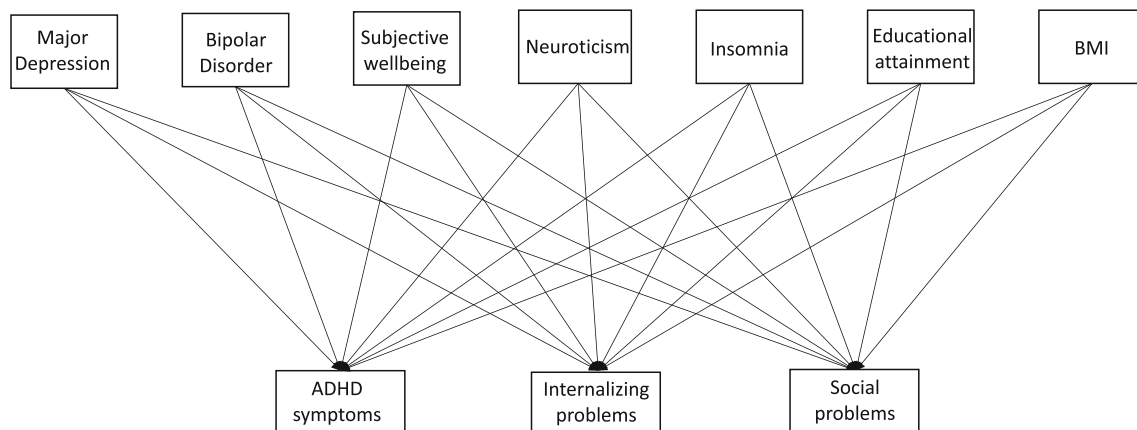 Major
Depression
Bipolar
Disorder
Subjective
wellbeing
Neuroticism
Insomnia
Educational
attainment
BMI
ADHD
symptoms
Internalizing
problems
Social
problems